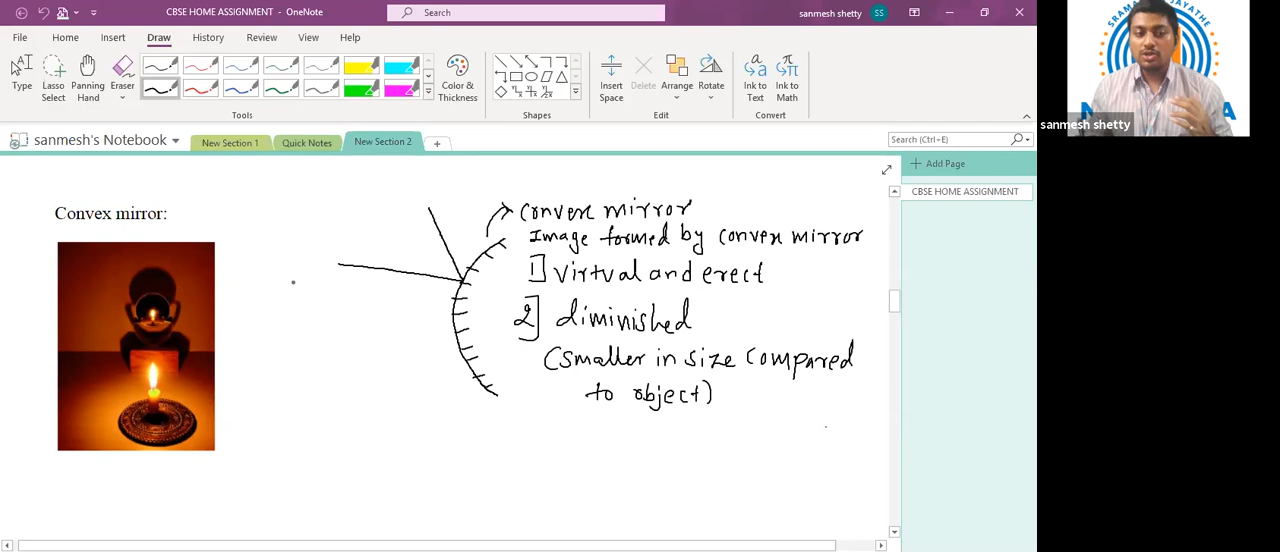 CBSE HOME ASSIGNMENT - OneNote
Search
sanmesh shetty
SS
File
Home
Insert
Draw
History
Review
View
Help
Type
Lasso Select
Panning Hand
Eraser
Color & Thickness
Insert Space
Delete
Arrange
Rotate
Ink to Text
Ink to Math
Tools
Shapes
Edit
Convert
sanmesh shetty
sanmesh's Notebook
New Section 1
Quick Notes
New Section 2
Search (Ctrl+E)
Add Page
CBSE HOME ASSIGNMENT
Convex mirror:
Convex mirror
Image formed by convex mirror
1] virtual and erect
2] diminished
(smaller in size compared
to object)